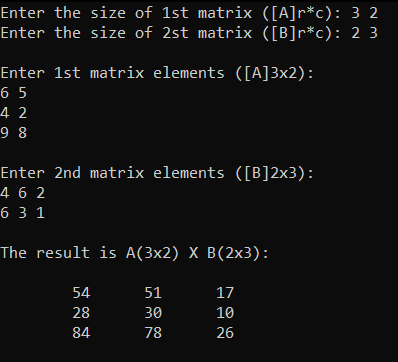 Enter the size of 1st matrix ([A]r*c): 3 2
Enter the size of 2st matrix ([B]r*c): 2 3
Enter 1st matrix elements ([A]3x2):
6 5
4 2
9 8
Enter 2nd matrix elements ([B]2x3):
4 6 2
6 3 1
The result is A(3x2) X B(2x3):
54 51 17
28 30 10
84 78 26